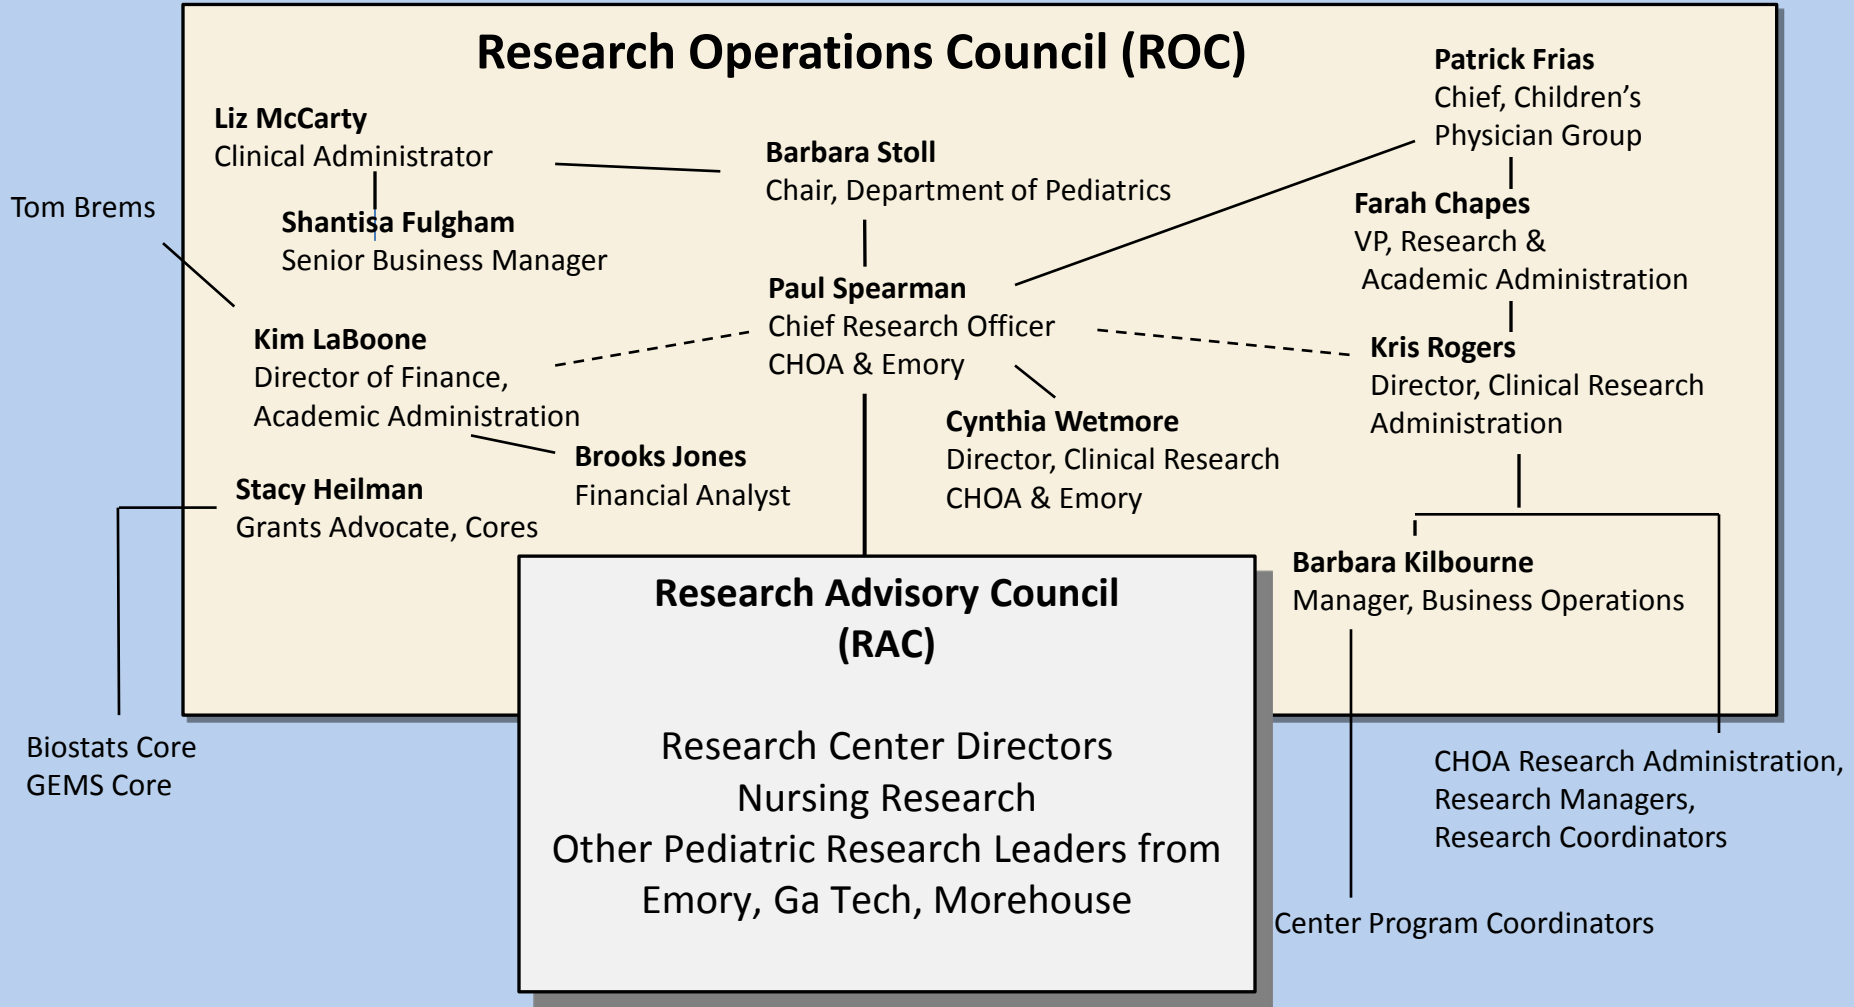 Research Operations Council (ROC)
Patrick Frias
Chief, Children’s
Physician Group
Liz McCarty
Clinical Administrator
Barbara Stoll
Chair, Department of Pediatrics
Tom Brems
Shantisa Fulgham
Senior Business Manager
Farah Chapes
VP, Research &
Academic Administration
Paul Spearman
Chief Research Officer
CHOA & Emory
Kim LaBoone
Director of Finance,
Academic Administration
Kris Rogers
Director, Clinical Research
Administration
Cynthia Wetmore
Director, Clinical Research
CHOA & Emory
Brooks Jones
Financial Analyst
Stacy Heilman
Grants Advocate, Cores
Barbara Kilbourne
Manager, Business Operations
Research Advisory Council
(RAC)
Research Center Directors
Nursing Research
Other Pediatric Research Leaders from
Emory, Ga Tech, Morehouse
Biostats Core
GEMS Core
CHOA Research Administration,
Research Managers,
Research Coordinators
Center Program Coordinators